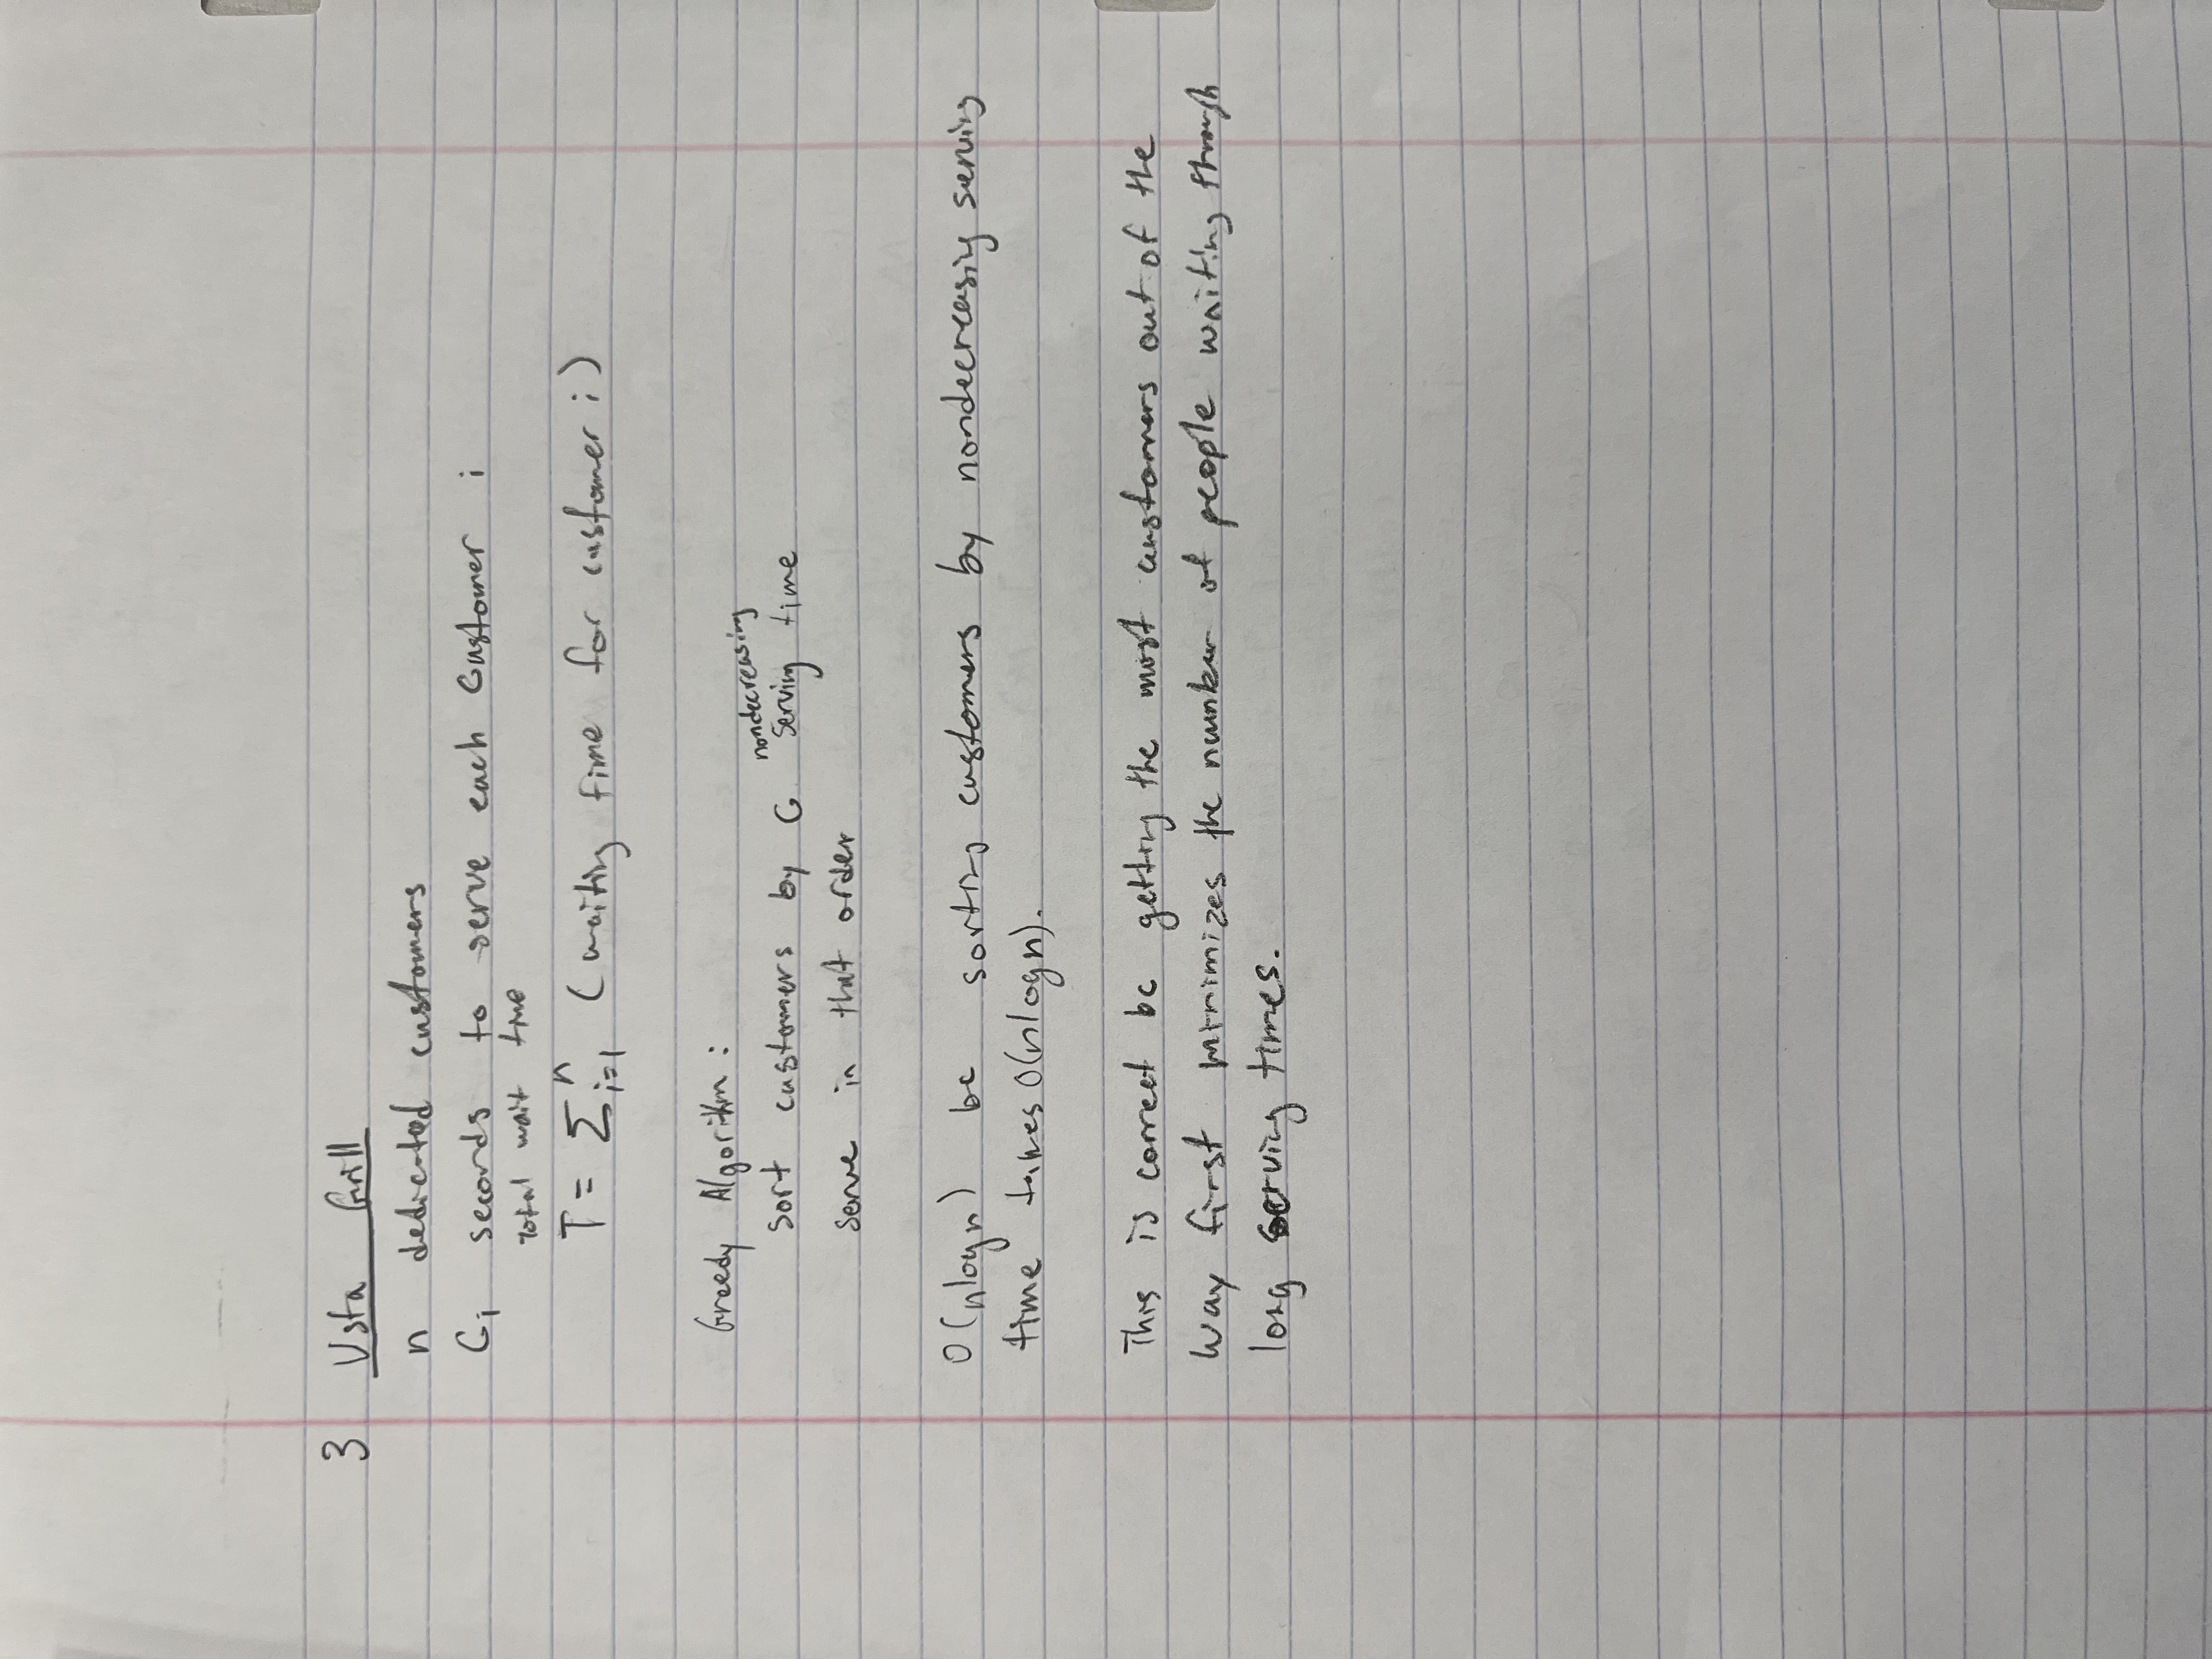 3 Usta Grill
n dedicated customers
Ci seconds to serve each customer i
Total wait time
T = Σ i=1 n (waiting time for customer i)
Greedy Algorithm:
nondecreasing
sort customers by C serving time
serve in that order
O(nlogn) bc sorting customers by nondecreasing serving
time takes O(nlogn).
This is correct bc getting the most customers out of the
way first minimizes the number of people waiting through
long serving times.